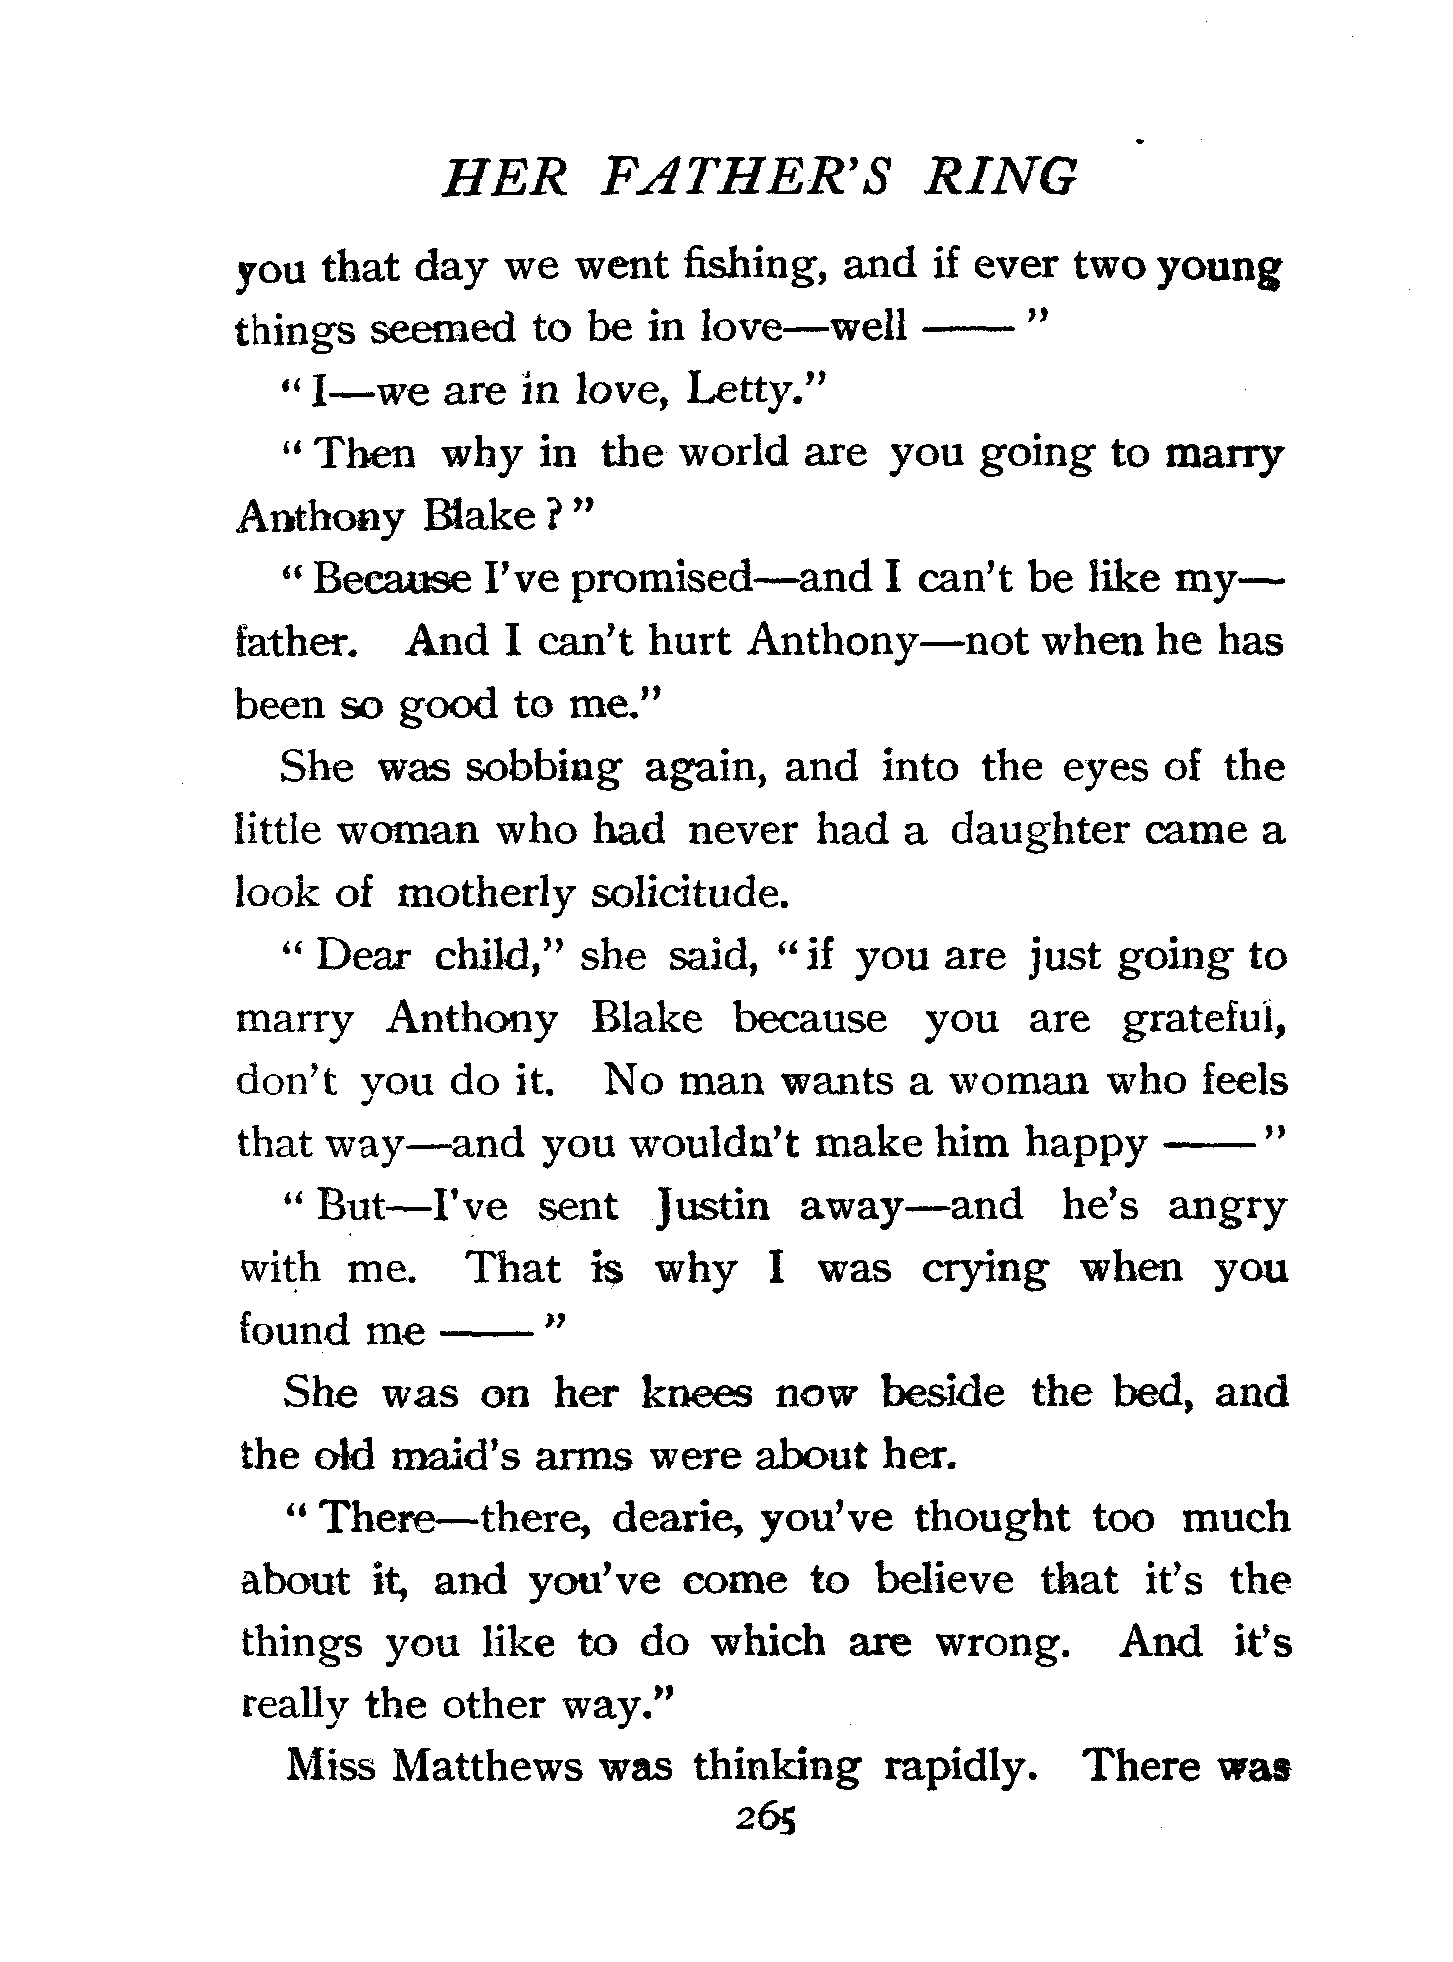 HER FATHER'S RING
you that day we went fishing, and if ever two young
things seemed to be in love—well —— ”
“ I—we are in love, Letty.”
“ Then why in the world are you going to marry
Anthony Blake ? ”
“ Because I've promised—and I can't be like my—
father. And I can't hurt Anthony—not when he has
been so good to me.”
She was sobbing again, and into the eyes of the
little woman who had never had a daughter came a
look of motherly solicitude.
“ Dear child,” she said, “ if you are just going to
marry Anthony Blake because you are grateful,
don't you do it. No man wants a woman who feels
that way—and you wouldn't make him happy —— ”
“ But—I've sent Justin away—and he's angry
with me. That is why I was crying when you
found me —— ”
She was on her knees now beside the bed, and
the old maid's arms were about her.
“ There—there, dearie, you've thought too much
about it, and you've come to believe that it's the
things you like to do which are wrong. And it's
really the other way.”
Miss Matthews was thinking rapidly. There was
265